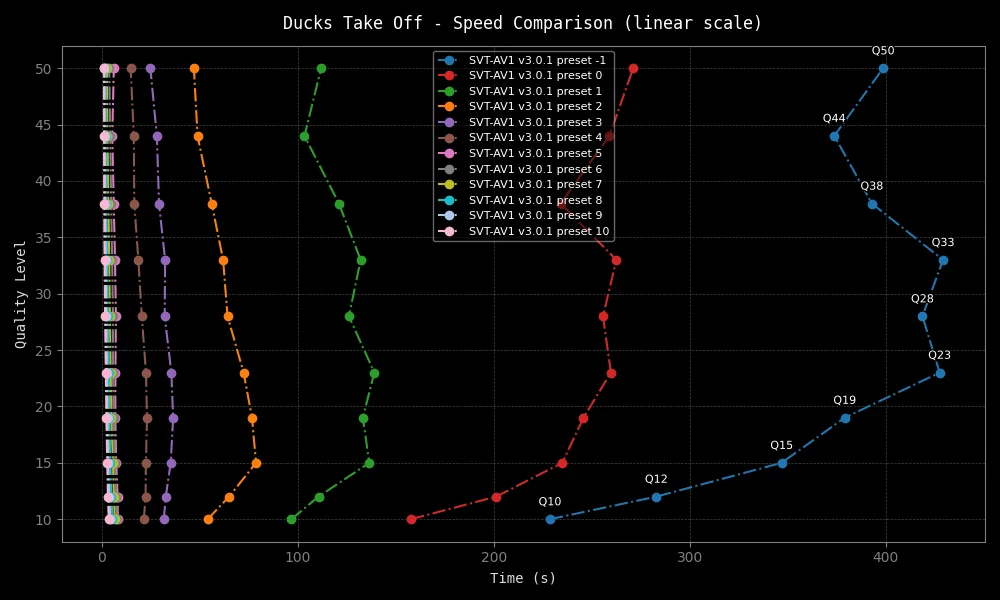 Ducks Take Off - Speed Comparison (linear scale)
Q50
50
SVT-AV1 v3.0.1 preset -1
SVT-AV1 v3.0.1 preset 0
SVT-AV1 v3.0.1 preset 1
SVT-AV1 v3.0.1 preset 2
SVT-AV1 v3.0.1 preset 3
SVT-AV1 v3.0.1 preset 4
SVT-AV1 v3.0.1 preset 5
SVT-AV1 v3.0.1 preset 6
SVT-AV1 v3.0.1 preset 7
SVT-AV1 v3.0.1 preset 8
SVT-AV1 v3.0.1 preset 9
SVT-AV1 v3.0.1 preset 10
Q44
45
Q38
40
35
Q33
30
Q28
25
Q23
20
Q19
15
Q15
Q12
10
Q10
Quality Level
0 100 200 300 400
Time (s)